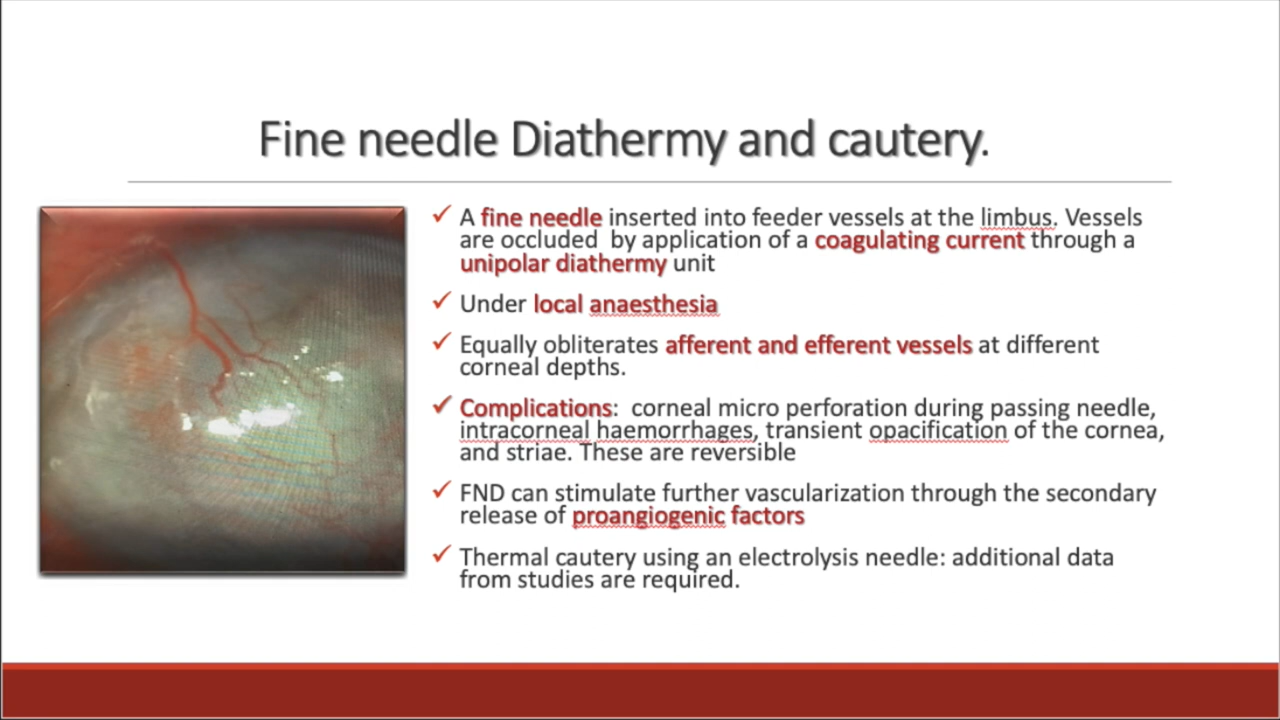 Fine needle Diathermy and cautery.
✓ A fine needle inserted into feeder vessels at the limbus. Vessels
are occluded by application of a coagulating current through a
unipolar diathermy unit
✓ Under local anaesthesia
✓ Equally obliterates afferent and efferent vessels at different
corneal depths.
✓ Complications: corneal micro perforation during passing needle,
intracorneal haemorrhages, transient opacification of the cornea,
and striae. These are reversible
✓ FND can stimulate further vascularization through the secondary
release of proangiogenic factors
✓ Thermal cautery using an electrolysis needle: additional data
from studies are required.